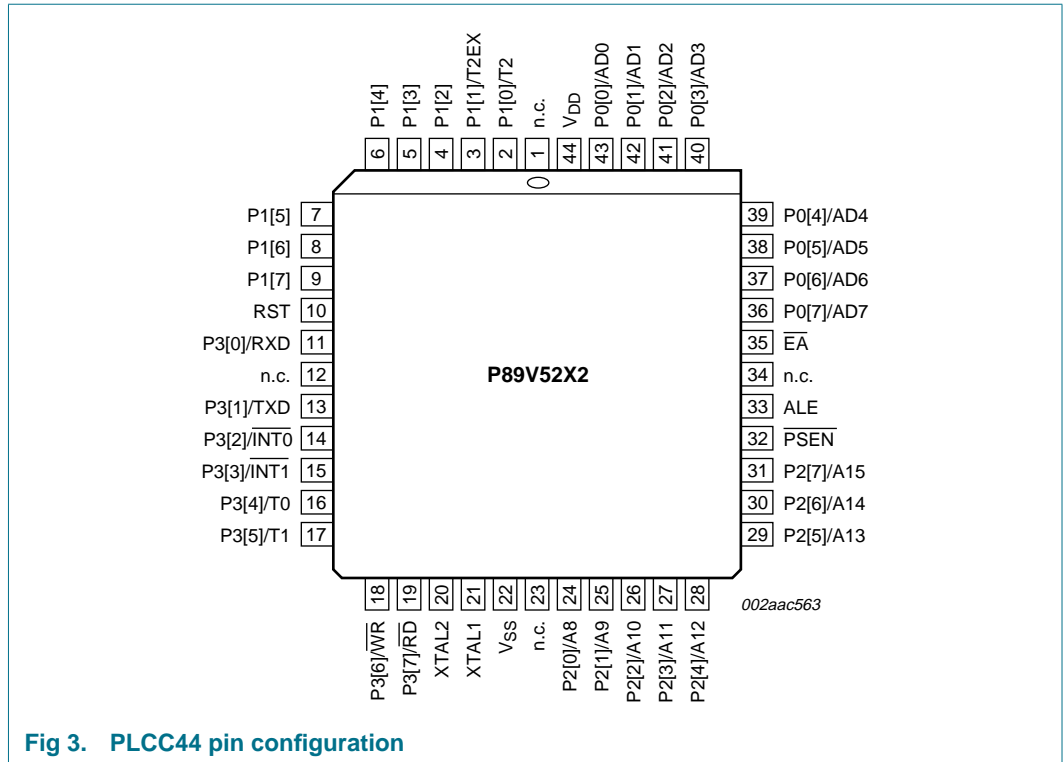 P1[4]
P1[3]
P1[2]
P1[1]/T2EX
P1[0]/T2
n.c.
VDD
P0[0]/AD0
P0[1]/AD1
P0[2]/AD2
P0[3]/AD3
6
5
4
3
2
1
44
43
42
41
40
P1[5] 7
39 P0[4]/AD4
P1[6] 8
38 P0[5]/AD5
P1[7] 9
37 P0[6]/AD6
RST 10
36 P0[7]/AD7
P3[0]/RXD 11
35 E̅A̅
n.c. 12
P89V52X2
34 n.c.
P3[1]/TXD 13
33 ALE
P3[2]/I̅N̅T̅0̅ 14
32 P̅S̅E̅N̅
P3[3]/I̅N̅T̅1̅ 15
31 P2[7]/A15
P3[4]/T0 16
30 P2[6]/A14
P3[5]/T1 17
29 P2[5]/A13
18
19
20
21
22
23
24
25
26
27
28
P3[6]/W̅R̅
P3[7]/R̅D̅
XTAL2
XTAL1
VSS
n.c.
P2[0]/A8
P2[1]/A9
P2[2]/A10
P2[3]/A11
P2[4]/A12
002aac563
Fig 3. PLCC44 pin configuration